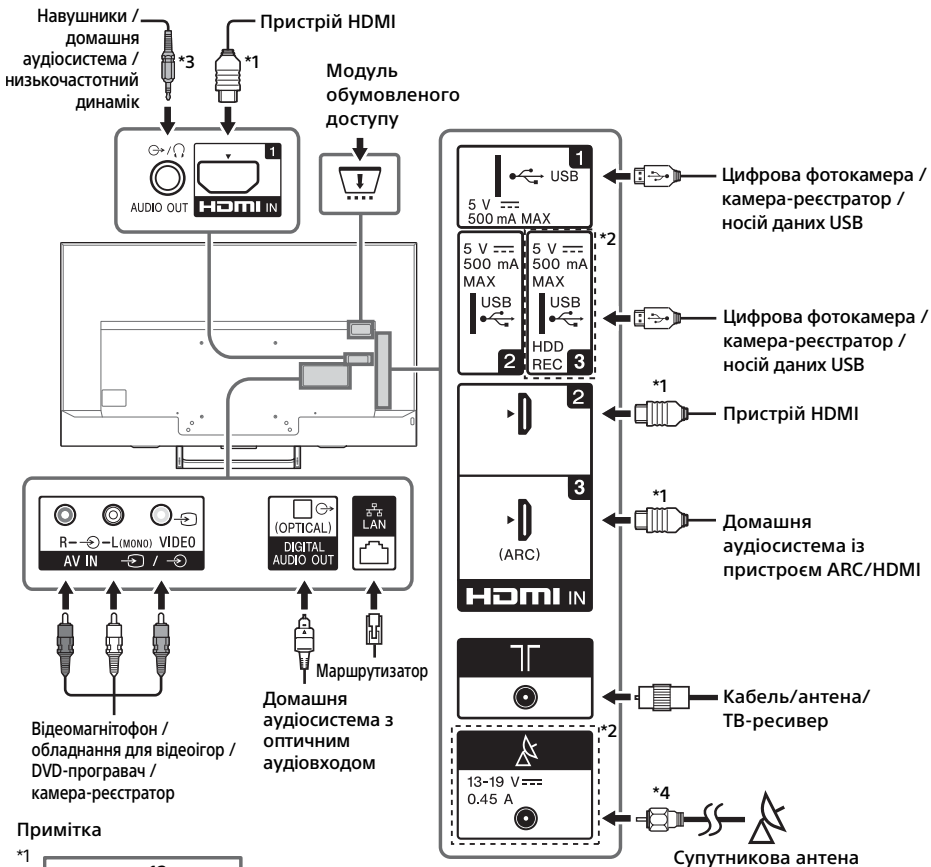 Навушники /
домашня
аудіосистема /
низькочастотний
динамік
*3
Пристрій HDMI
*1
Модуль
обумовленого
доступу
AUDIO OUT
1
HDMI IN
1
USB
5 V
500 mA MAX
Цифрова фотокамера /
камера-реєстратор /
носій даних USB
*2
5 V
500 mA
MAX
USB
2
5 V
500 mA
MAX
USB
HDD
REC 3
Цифрова фотокамера /
камера-реєстратор /
носій даних USB
2
*1
Пристрій HDMI
3
(ARC)
HDMI IN
*1
Домашня
аудіосистема із
пристроєм ARC/HDMI
R L(MONO) VIDEO
AV IN /
(OPTICAL)
DIGITAL
AUDIO OUT
LAN
Маршрутизатор
Домашня
аудіосистема з
оптичним
аудіовходом
Відеомагнітофон /
обладнання для відеоігор /
DVD-програвач /
камера-реєстратор
Кабель/антена/
ТВ-ресивер
*2
13-19 V
0.45 A
*4
Супутникова антена
Примітка
*1